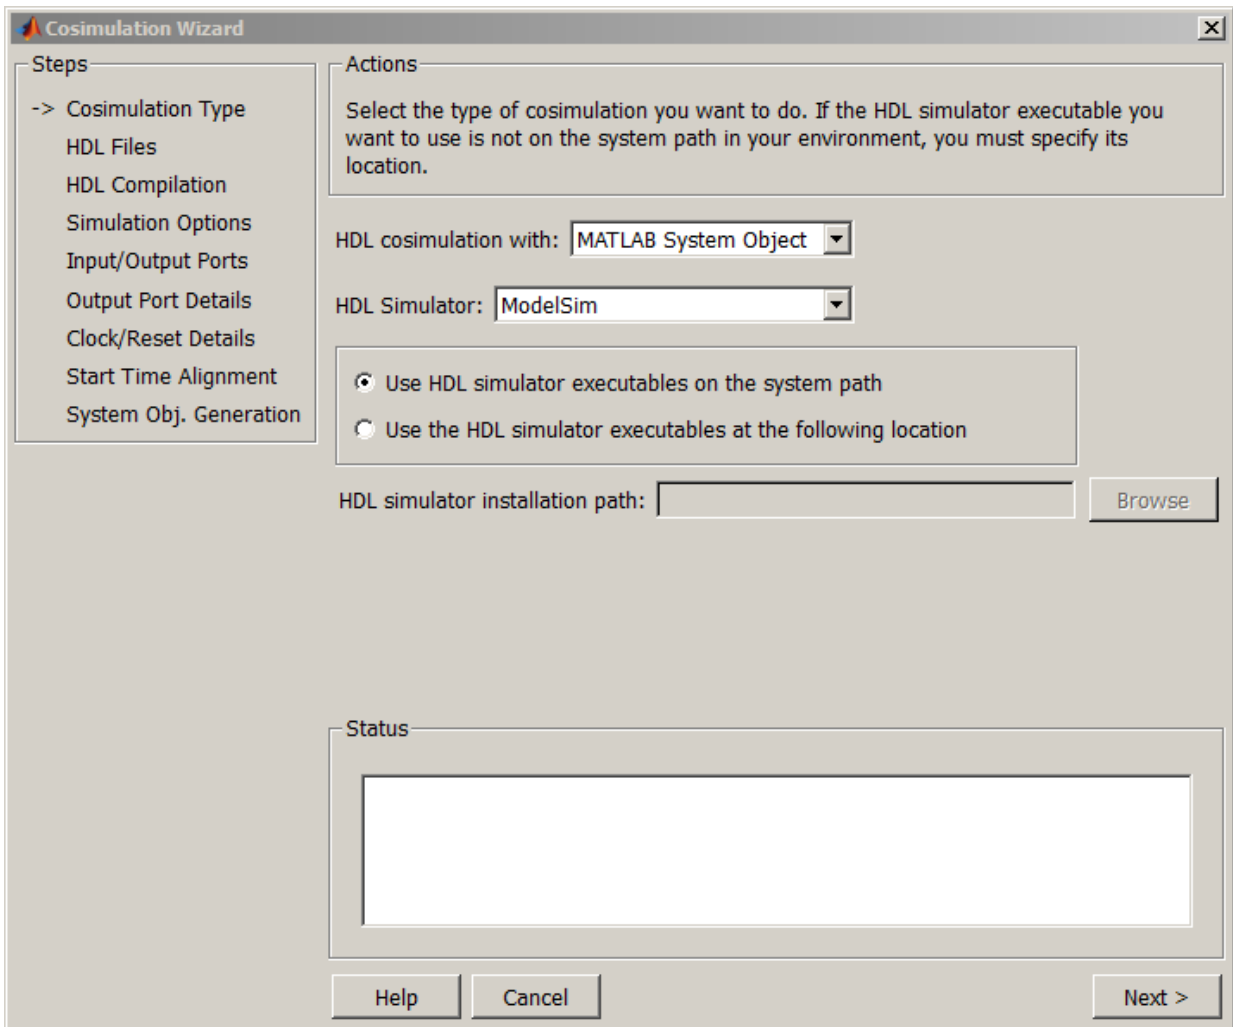 Cosimulation Wizard
Steps
-> Cosimulation Type
HDL Files
HDL Compilation
Simulation Options
Input/Output Ports
Output Port Details
Clock/Reset Details
Start Time Alignment
System Obj. Generation
Actions
Select the type of cosimulation you want to do. If the HDL simulator executable you
want to use is not on the system path in your environment, you must specify its
location.
HDL cosimulation with: MATLAB System Object
HDL Simulator: ModelSim
Use HDL simulator executables on the system path
Use the HDL simulator executables at the following location
HDL simulator installation path: Browse
Status
Help Cancel Next >